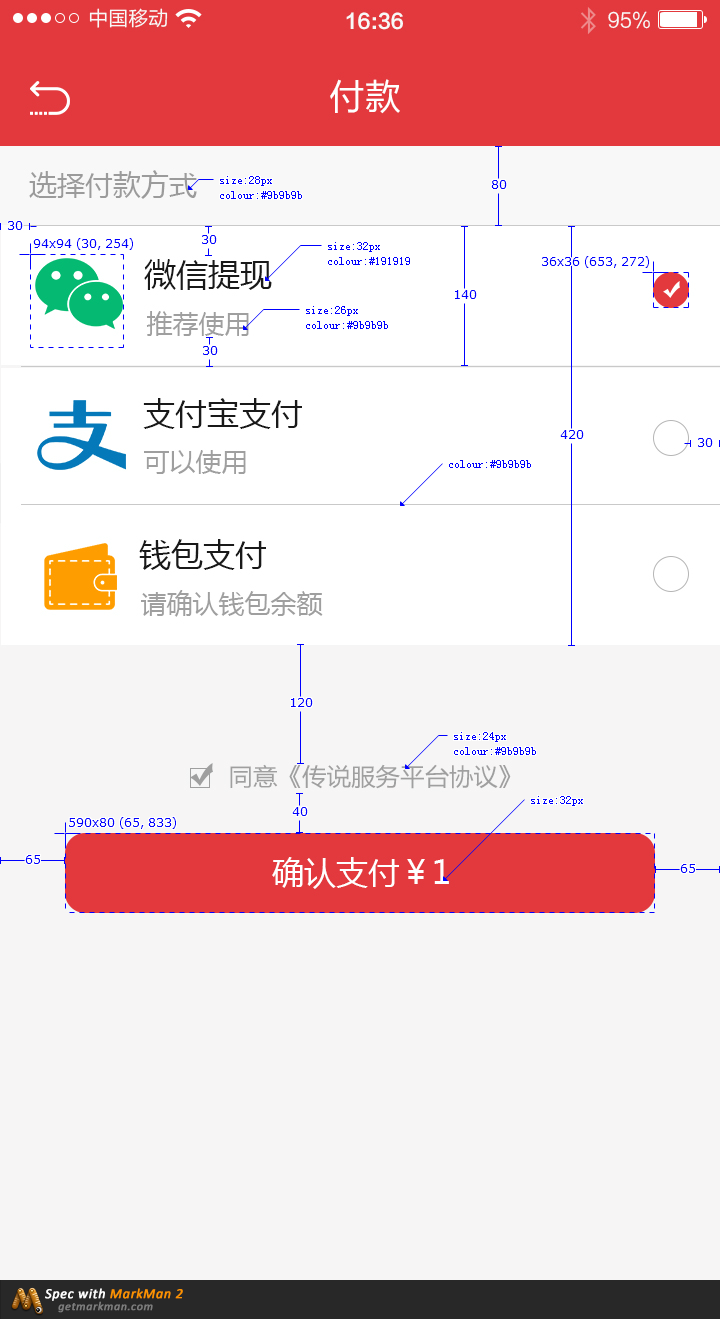 中国移动
16:36
95%
付款
选择付款方式
size:28px
colour:#9b9b9b
80
30
94x94 (30, 254)
30
size:32px
colour:#191919
36x36 (653, 272)
微信提现
140
推荐使用
size:26px
colour:#9b9b9b
30
支付宝支付
420
30
可以使用
colour:#9b9b9b
钱包支付
请确认钱包余额
120
size:24px
colour:#9b9b9b
同意《传说服务平台协议》
size:32px
40
590x80 (65, 833)
65
确认支付¥1
65
Spec with MarkMan 2
getmarkman.com